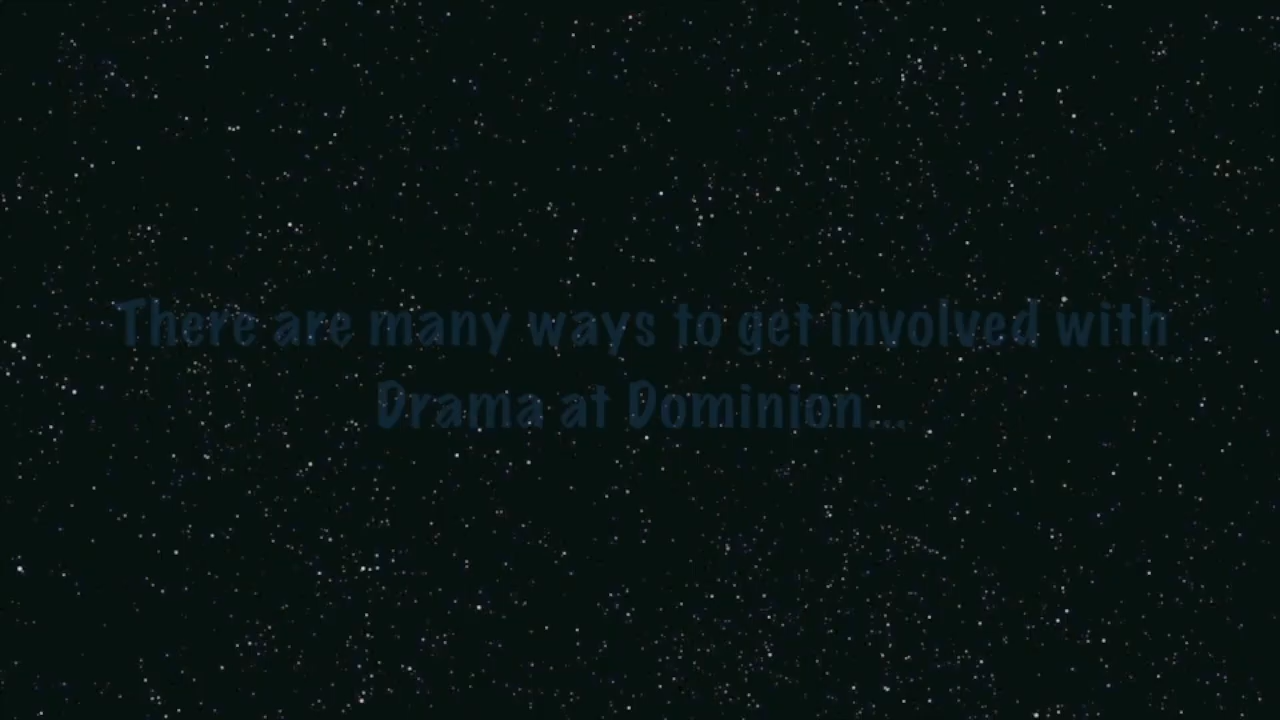 There are many ways to get involved with
Drama at Dominion...